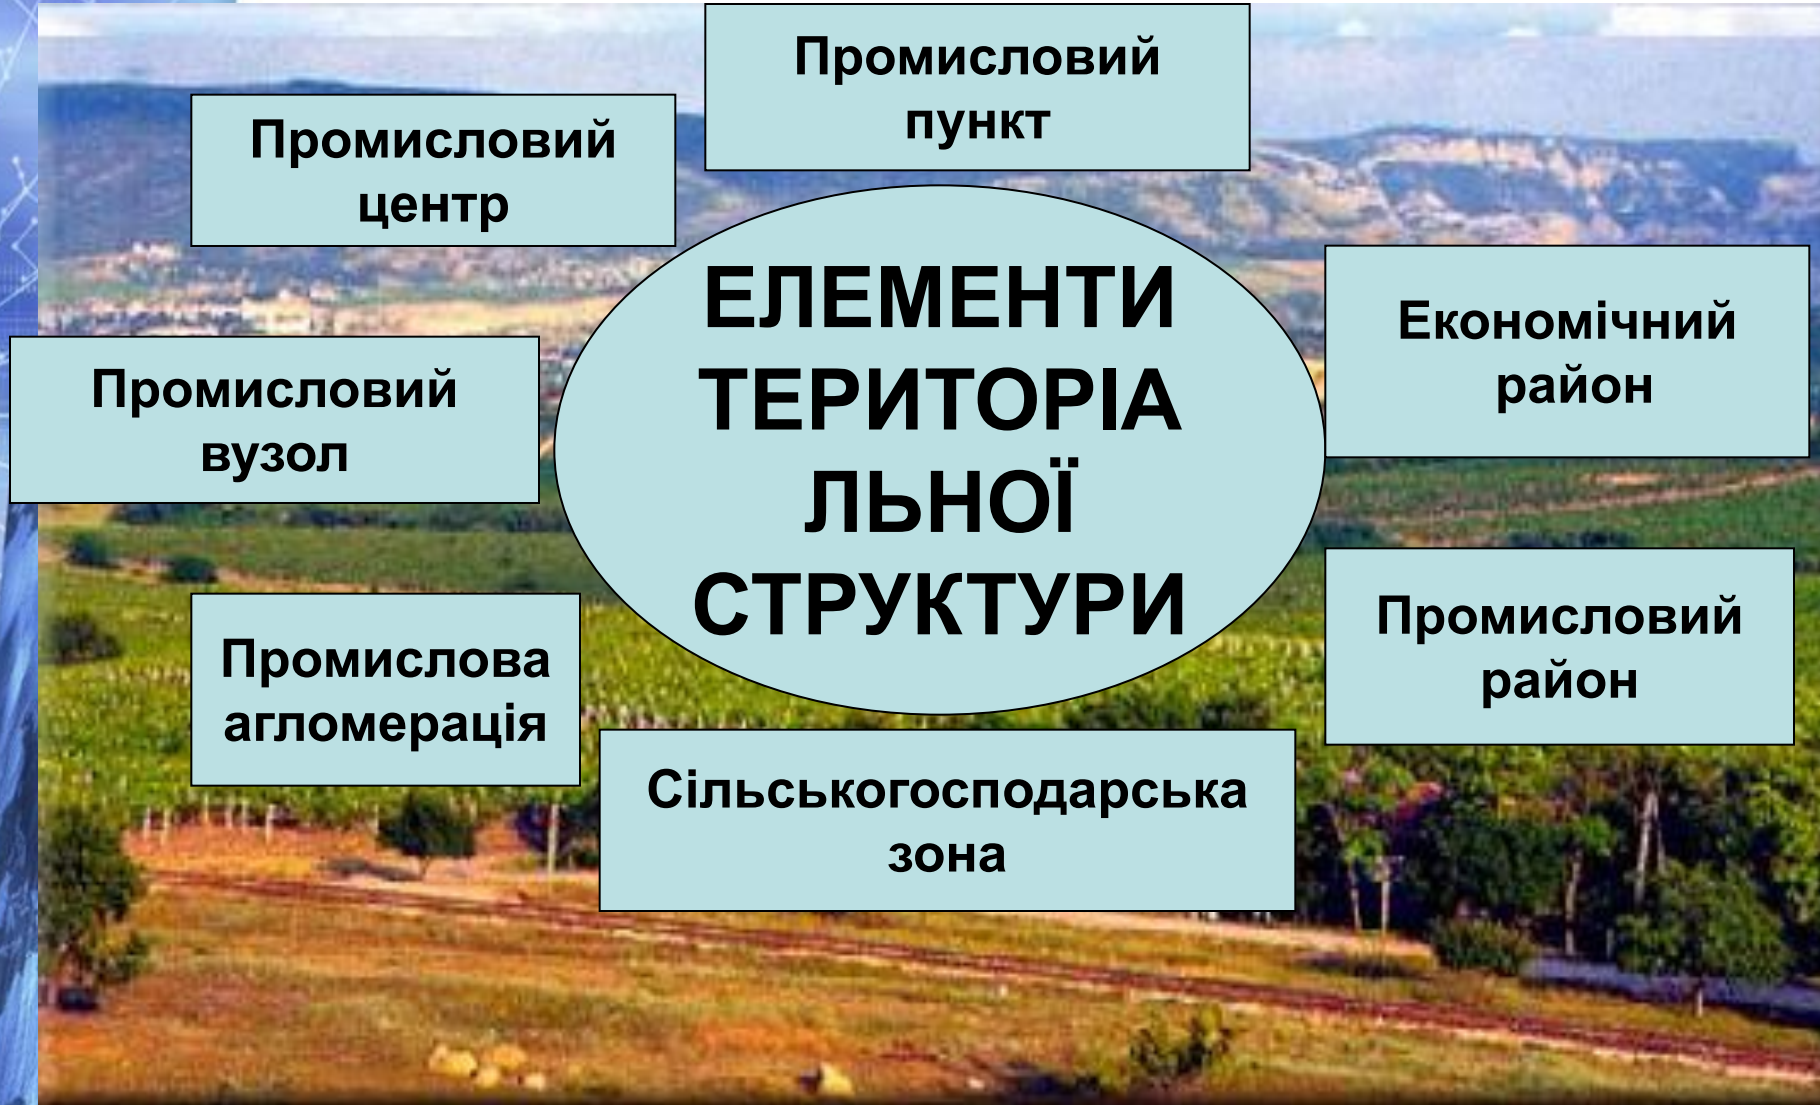 Промисловий
пункт
Промисловий
центр
ЕЛЕМЕНТИ
ТЕРИТОРІА
ЛЬНОЇ
СТРУКТУРИ
Економічний
район
Промисловий
вузол
Промисловий
район
Промислова
агломерація
Сільськогосподарська
зона